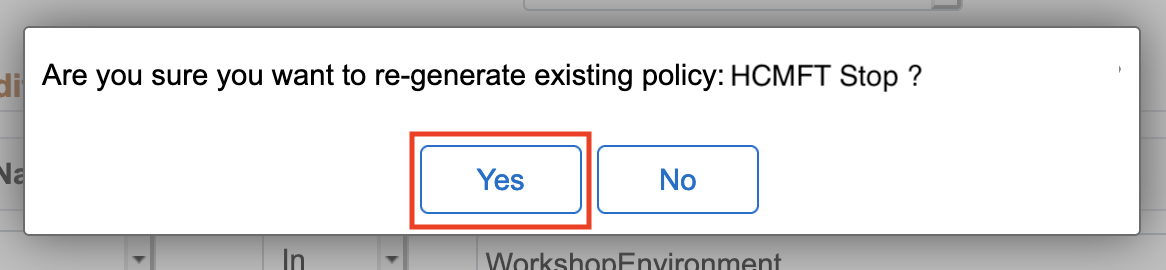 Are you sure you want to re-generate existing policy: HCMFT Stop ?
Yes
No
In
WorkshopEnvironment